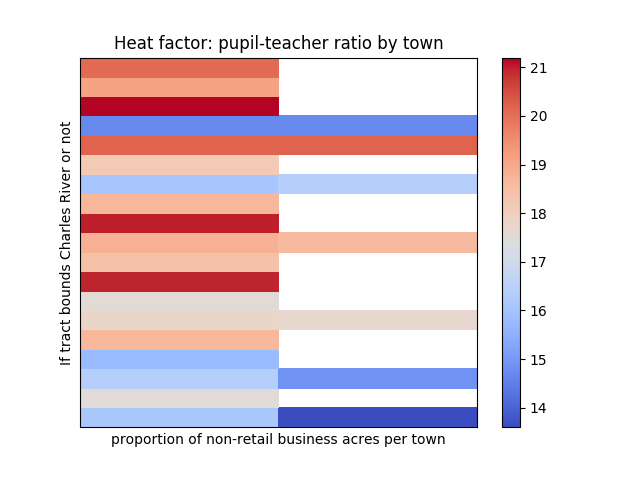 Heat factor: pupil-teacher ratio by town
If tract bounds Charles River or not
proportion of non-retail business acres per town
21
20
19
18
17
16
15
14